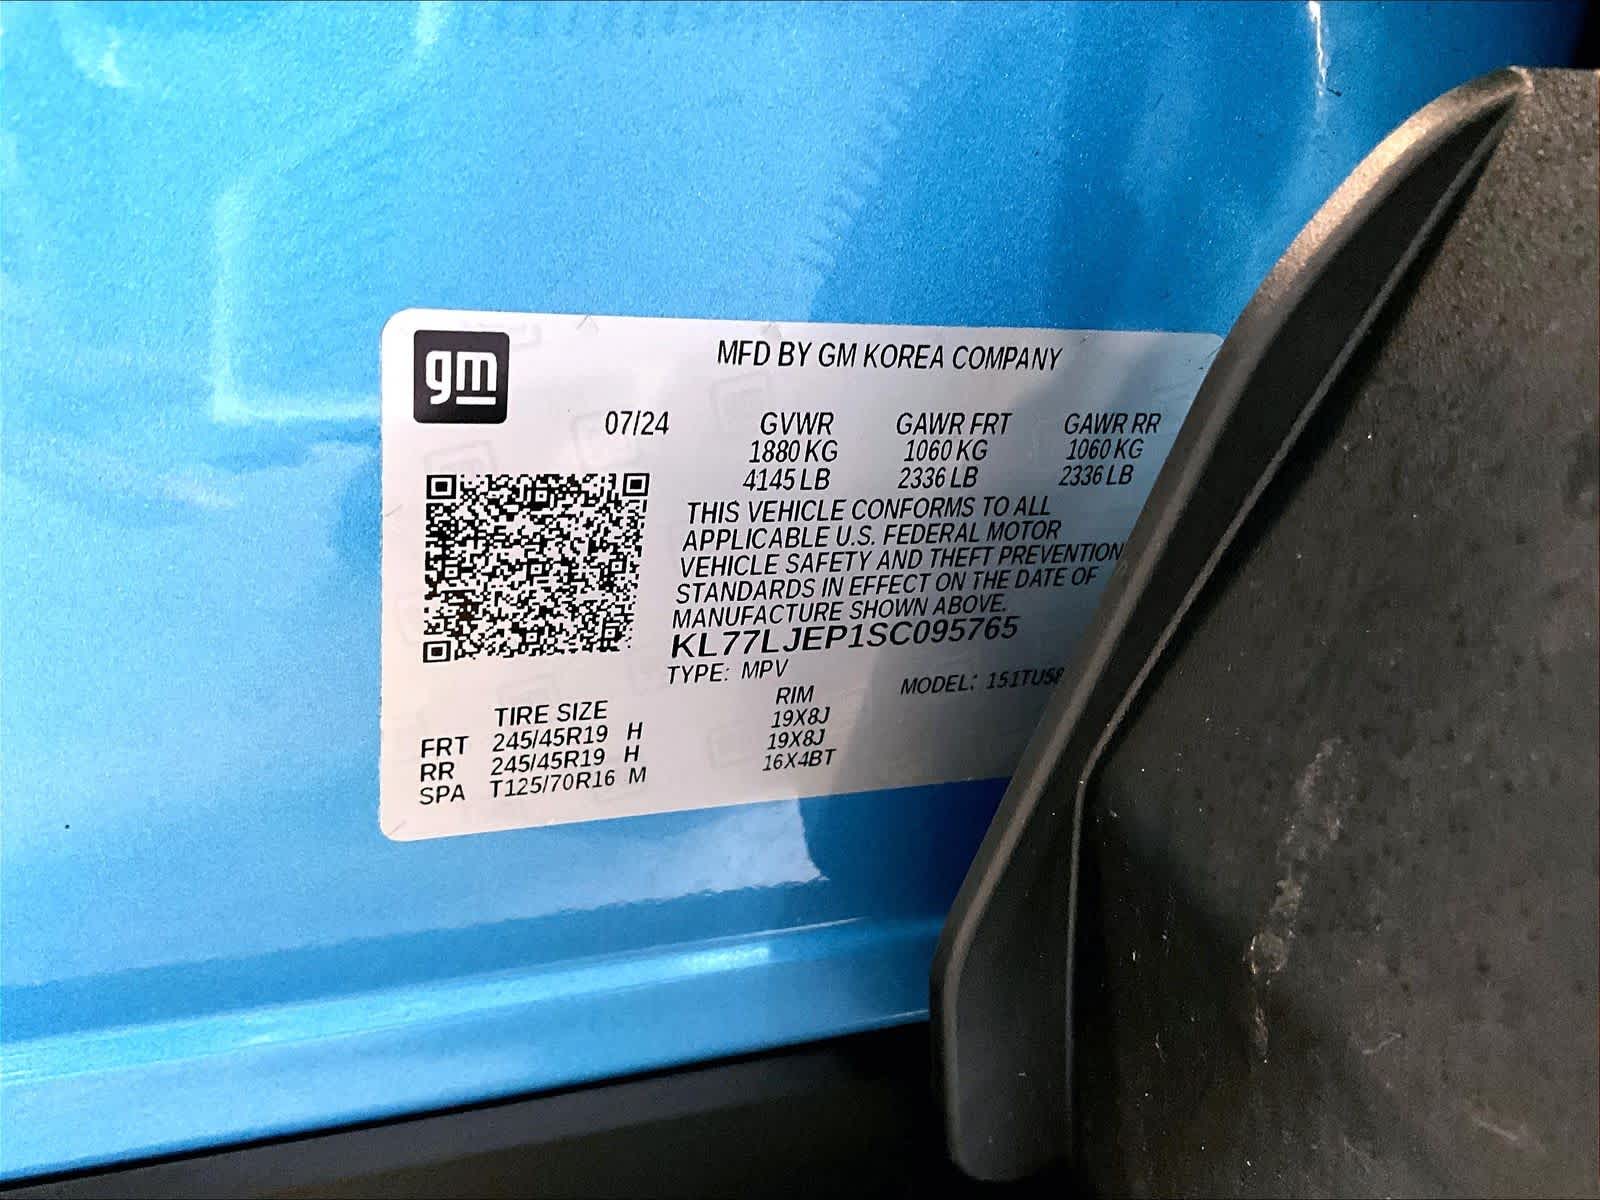 gm
MFD BY GM KOREA COMPANY
07/24 GVWR GAWR FRT GAWR RR
1880 KG 1060 KG 1060 KG
4145 LB 2336 LB 2336 LB
THIS VEHICLE CONFORMS TO ALL
APPLICABLE U.S. FEDERAL MOTOR
VEHICLE SAFETY AND THEFT PREVENTION
STANDARDS IN EFFECT ON THE DATE OF
MANUFACTURE SHOWN ABOVE.
KL77LJEP1SC095765
TYPE: MPV MODEL: 151TU58
TIRE SIZE RIM
FRT 245/45R19 H 19X8J
RR 245/45R19 H 19X8J
SPA T125/70R16 M 16X4BT